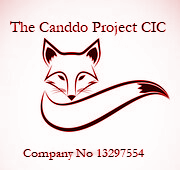 The Canddo Project CIC
Company No 13297554